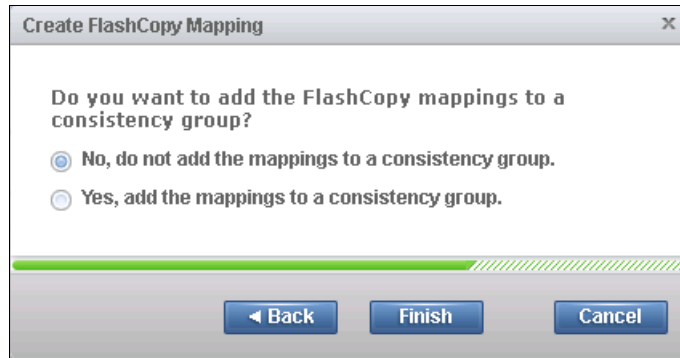 Create FlashCopy Mapping
x
Do you want to add the FlashCopy mappings to a
consistency group?
No, do not add the mappings to a consistency group.
Yes, add the mappings to a consistency group.
◄ Back
Finish
Cancel